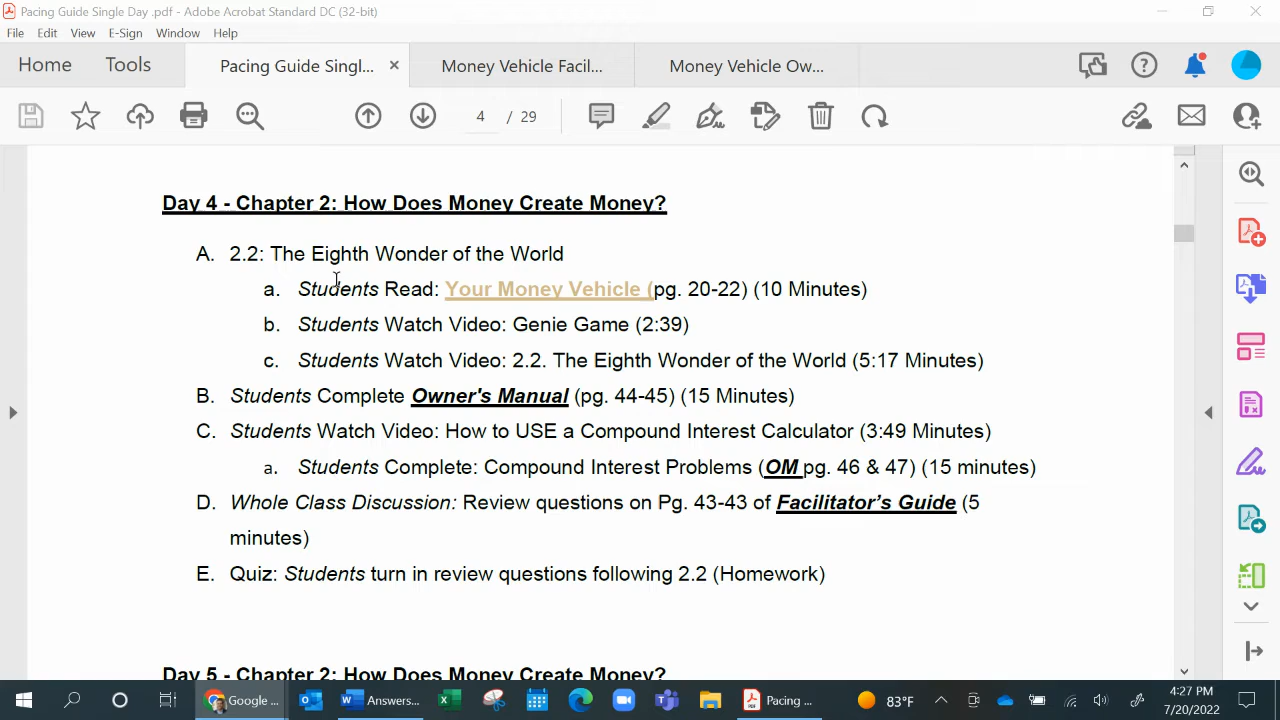 Pacing Guide Single Day .pdf - Adobe Acrobat Standard DC (32-bit)
File Edit View E-Sign Window Help
Home Tools Pacing Guide Singl... × Money Vehicle Facil... Money Vehicle Ow...
4 / 29
Day 4 - Chapter 2: How Does Money Create Money?
A. 2.2: The Eighth Wonder of the World
a. Students Read: Your Money Vehicle (pg. 20-22) (10 Minutes)
b. Students Watch Video: Genie Game (2:39)
c. Students Watch Video: 2.2. The Eighth Wonder of the World (5:17 Minutes)
B. Students Complete Owner's Manual (pg. 44-45) (15 Minutes)
C. Students Watch Video: How to USE a Compound Interest Calculator (3:49 Minutes)
a. Students Complete: Compound Interest Problems (OM pg. 46 & 47) (15 minutes)
D. Whole Class Discussion: Review questions on Pg. 43-43 of Facilitator’s Guide (5
minutes)
E. Quiz: Students turn in review questions following 2.2 (Homework)
Day 5 - Chapter 2: How Does Money Create Money?
Google ... Answers... Pacing ... 83°F 4:27 PM
7/20/2022